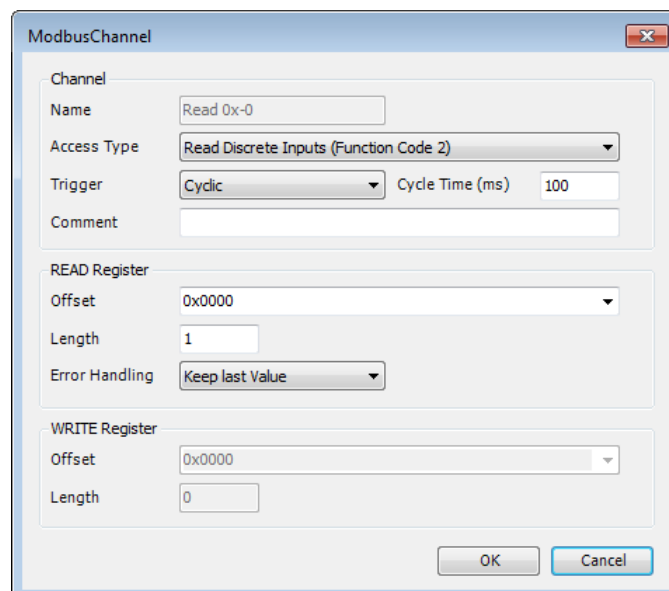 ModbusChannel
Channel
Name Read 0x-0
Access Type Read Discrete Inputs (Function Code 2)
Trigger Cyclic Cycle Time (ms) 100
Comment
READ Register
Offset 0x0000
Length 1
Error Handling Keep last Value
WRITE Register
Offset 0x0000
Length 0
OK Cancel